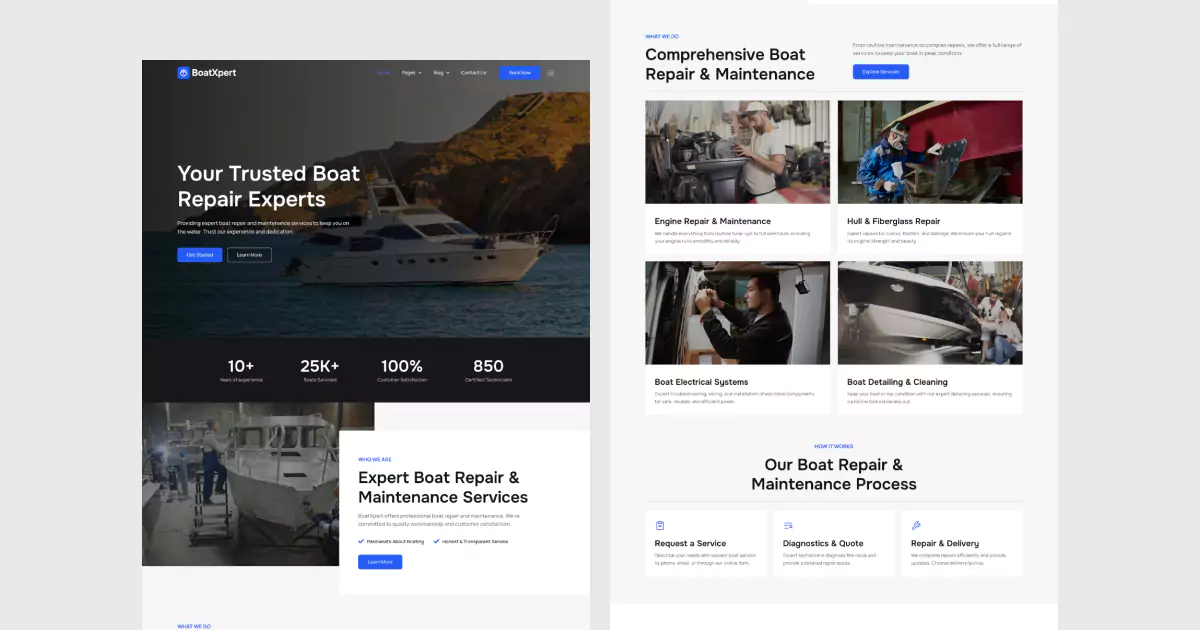 BoatXpert
Home
Pages
Blog
Contact Us
Book Now
Your Trusted Boat
Repair Experts
Providing expert boat repair and maintenance services to keep you on
the water. Trust our experience and dedication.
Get Started
Learn More
10+
Years of experience
25K+
Boats Serviced
100%
Customer Satisfaction
850
Certified Technicians
WHO WE ARE
Expert Boat Repair &
Maintenance Services
BoatXpert offers professional boat repair and maintenance. We're
committed to quality workmanship and customer satisfaction.
Passionate About Boating
Honest & Transparent Service
Learn More
WHAT WE DO
WHAT WE DO
Comprehensive Boat
Repair & Maintenance
From routine maintenance to complex repairs, we offer a full range of
services to keep your boat in peak condition.
Explore Services
Engine Repair & Maintenance
We handle everything from routine tune-ups to full overhauls, ensuring
your engine runs smoothly and reliably.
Hull & Fiberglass Repair
Expert repairs for cracks, blisters, and damage. We ensure your hull regains
its original strength and beauty.
Boat Electrical Systems
Expert troubleshooting, wiring, and installation of electrical components
for safe, reliable, and efficient power.
Boat Detailing & Cleaning
Keep your boat in top condition with our expert detailing services, ensuring
a pristine look inside and out.
HOW IT WORKS
Our Boat Repair &
Maintenance Process
Request a Service
Describe your needs and request boat service
by phone, email, or through our online form.
Diagnostics & Quote
Expert technicians diagnose the issue and
provide a detailed repair quote.
Repair & Delivery
We complete repairs efficiently and provide
updates. Choose delivery/pickup.